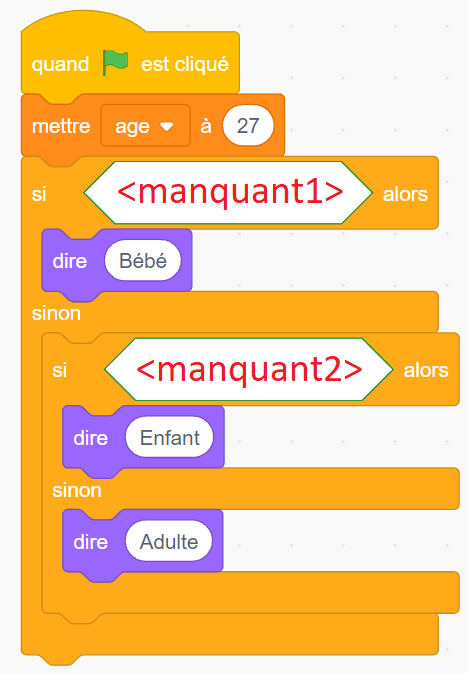 quand est cliqué
mettre age à 27
si <manquant1> alors
dire Bébé
sinon
si <manquant2> alors
dire Enfant
sinon
dire Adulte